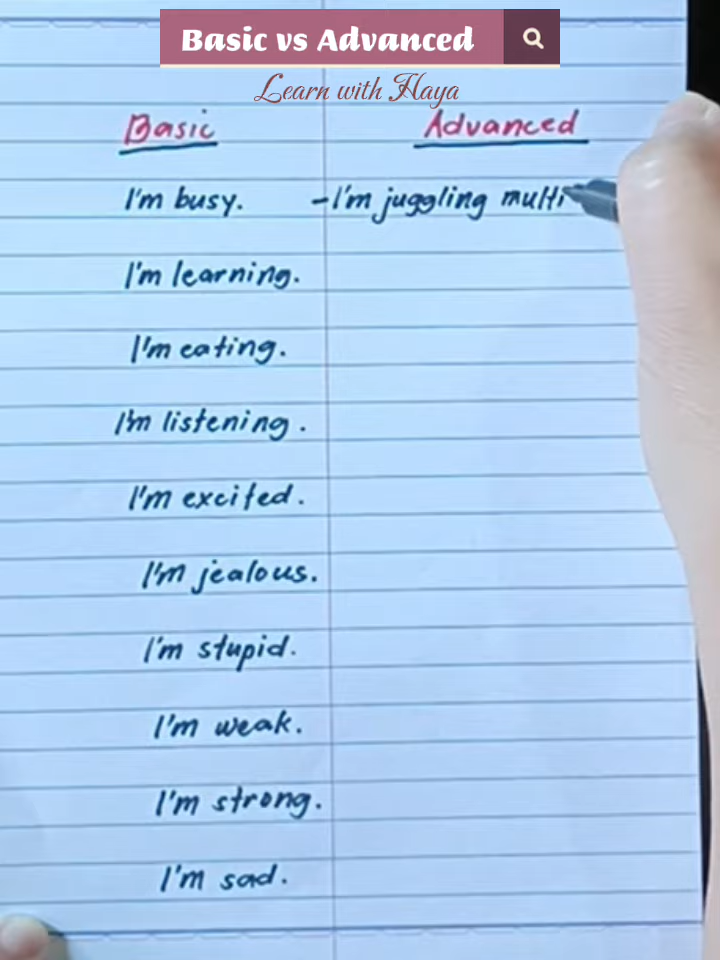 Basic vs Advanced
Learn with Haya
Basic Advanced
I'm busy. -I'm juggling multi
I'm learning.
I'm eating.
I'm listening.
I'm excited.
I'm jealous.
I'm stupid.
I'm weak.
I'm strong.
I'm sad.